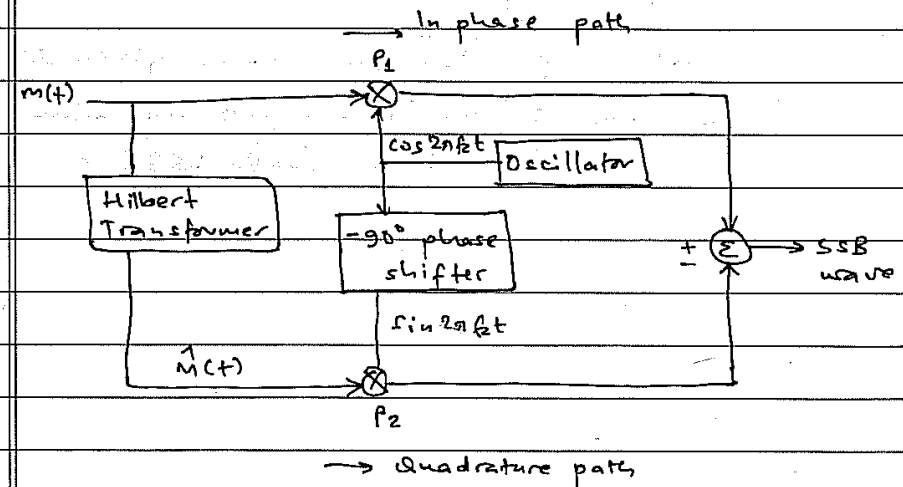 → In phase path
P1
m(t)
cos 2πfct
Oscillator
Hilbert
Transformer
-90° phase
shifter
±
Σ
→ SSB
wave
sin 2πfct
m̂(t)
P2
→ Quadrature path